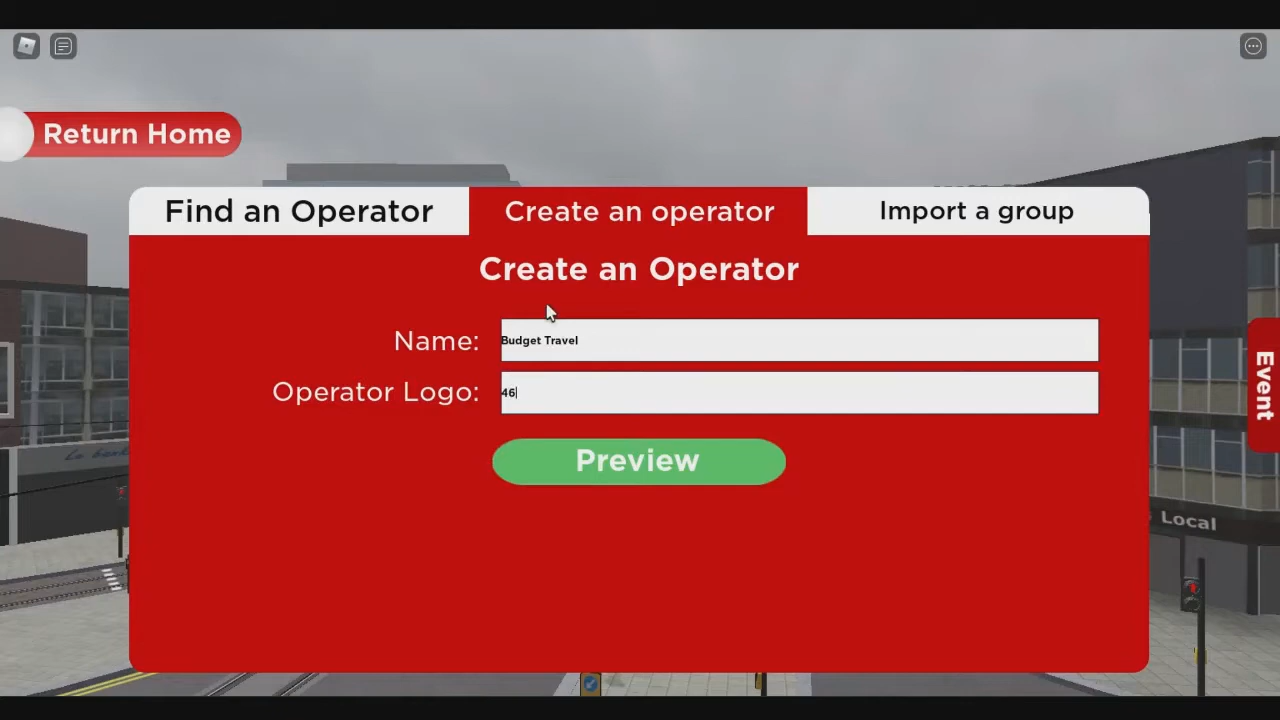 Return Home
Find an Operator
Create an operator
Import a group
Create an Operator
Name:
Budget Travel
Operator Logo:
46
Preview
Event
Local